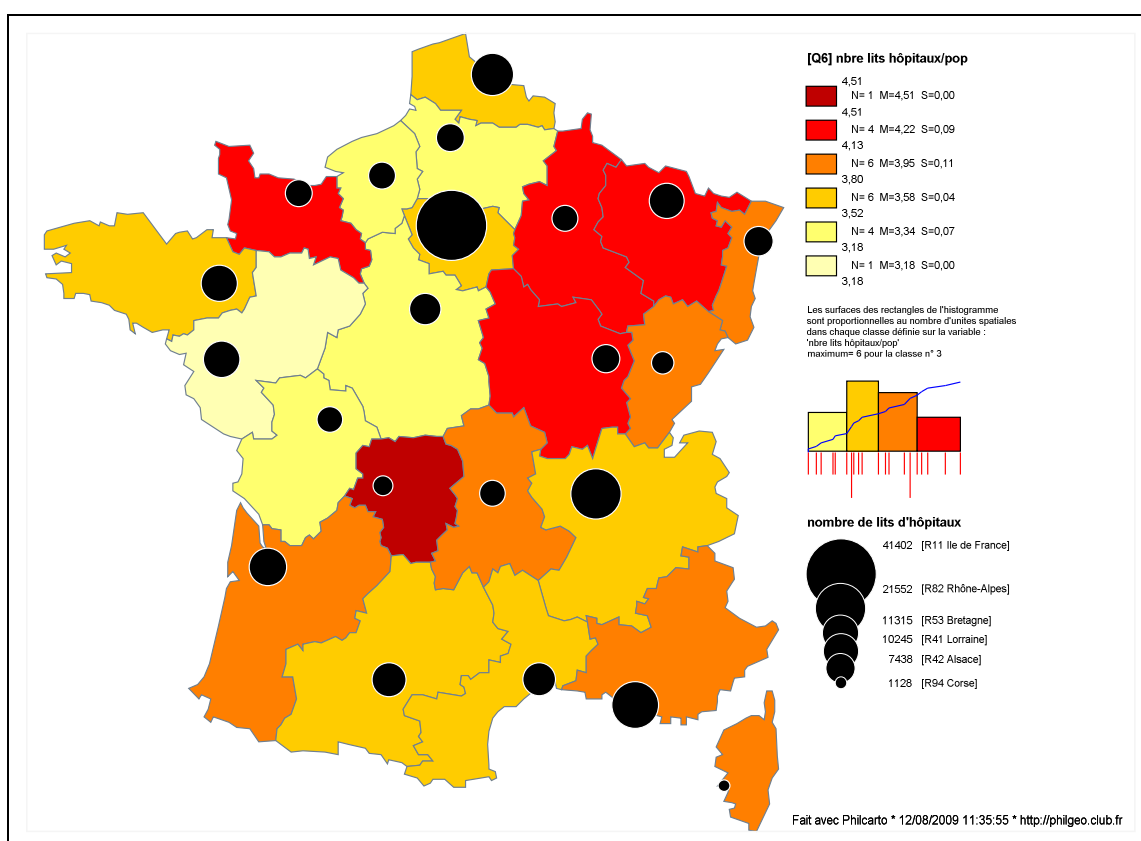 [Q6] nbre lits hôpitaux/pop
4,51
N= 1 M=4,51 S=0,00
4,51
N= 4 M=4,22 S=0,09
4,13
N= 6 M=3,95 S=0,11
3,80
N= 6 M=3,58 S=0,04
3,52
N= 4 M=3,34 S=0,07
3,18
N= 1 M=3,18 S=0,00
3,18
Les surfaces des rectangles de l'histogramme
sont proportionnelles au nombre d'unites spatiales
dans chaque classe définie sur la variable :
'nbre lits hôpitaux/pop'
maximum= 6 pour la classe n° 3
nombre de lits d'hôpitaux
41402 [R11 Ile de France]
21552 [R82 Rhône-Alpes]
11315 [R53 Bretagne]
10245 [R41 Lorraine]
7438 [R42 Alsace]
1128 [R94 Corse]
Fait avec Philcarto * 12/08/2009 11:35:55 * http://philgeo.club.fr